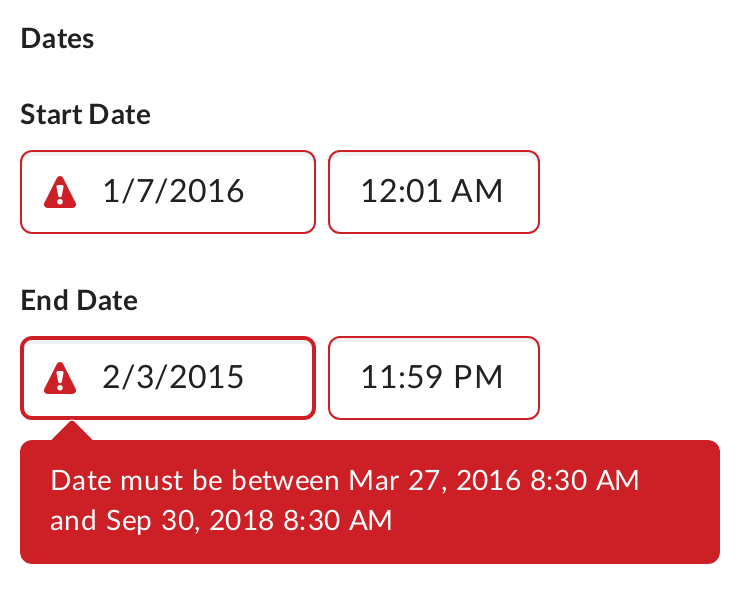 Dates
Start Date
1/7/2016 12:01 AM
End Date
2/3/2015 11:59 PM
Date must be between Mar 27, 2016 8:30 AM
and Sep 30, 2018 8:30 AM